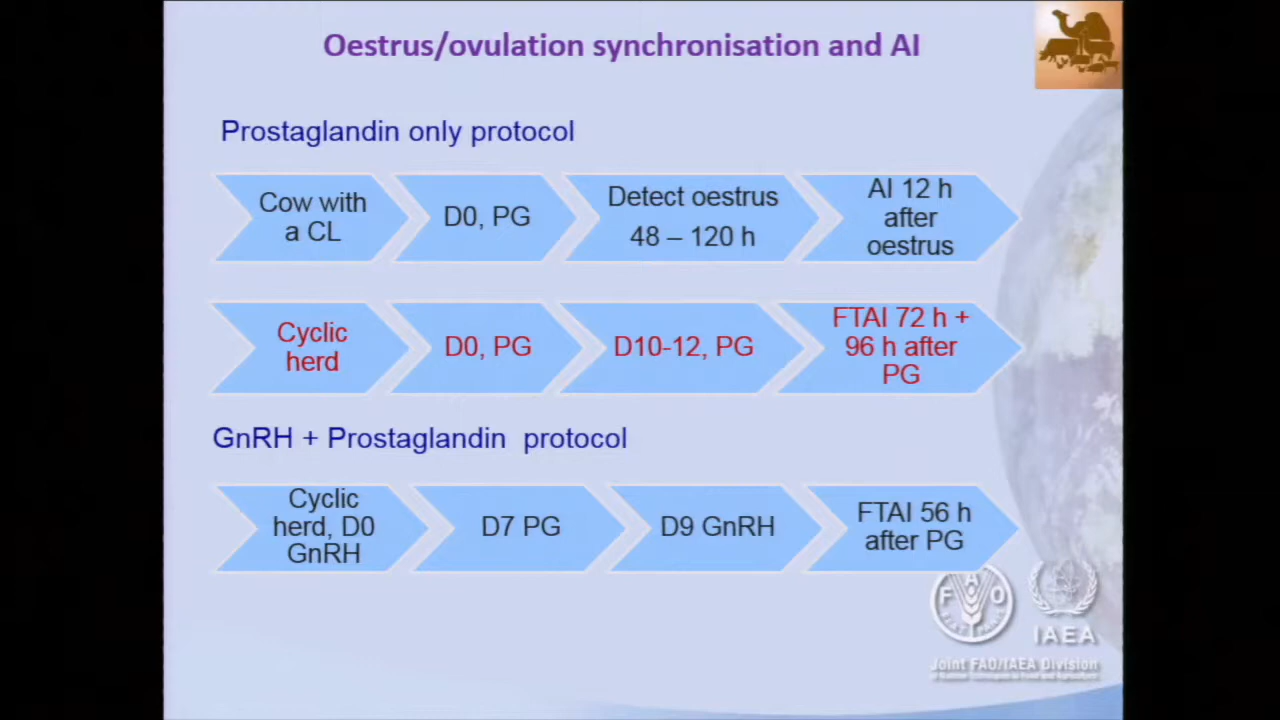 Oestrus/ovulation synchronisation and AI
Prostaglandin only protocol
Cow with
a CL
D0, PG
Detect oestrus
48 – 120 h
AI 12 h
after
oestrus
Cyclic
herd
D0, PG
D10-12, PG
FTAI 72 h +
96 h after
PG
GnRH + Prostaglandin protocol
Cyclic
herd, D0
GnRH
D7 PG
D9 GnRH
FTAI 56 h
after PG
F A O
IAEA
Joint FAO/IAEA Division